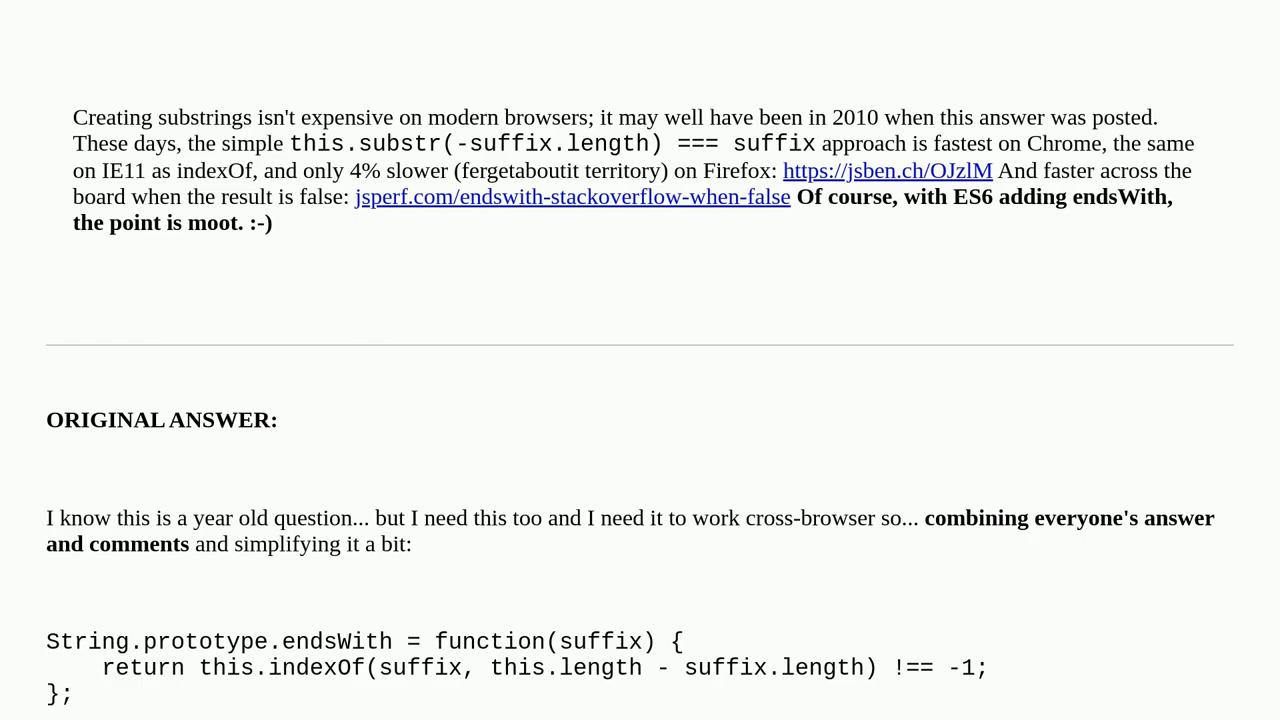 Creating substrings isn't expensive on modern browsers; it may well have been in 2010 when this answer was posted.
These days, the simple this.substr(-suffix.length) === suffix approach is fastest on Chrome, the same
on IE11 as indexOf, and only 4% slower (fergetaboutit territory) on Firefox: https://jsben.ch/OJzlM And faster across the
board when the result is false: jsperf.com/endswith-stackoverflow-when-false Of course, with ES6 adding endsWith,
the point is moot. :-)
ORIGINAL ANSWER:
I know this is a year old question... but I need this too and I need it to work cross-browser so... combining everyone's answer
and comments and simplifying it a bit:
String.prototype.endsWith = function(suffix) {
    return this.indexOf(suffix, this.length - suffix.length) !== -1;
};